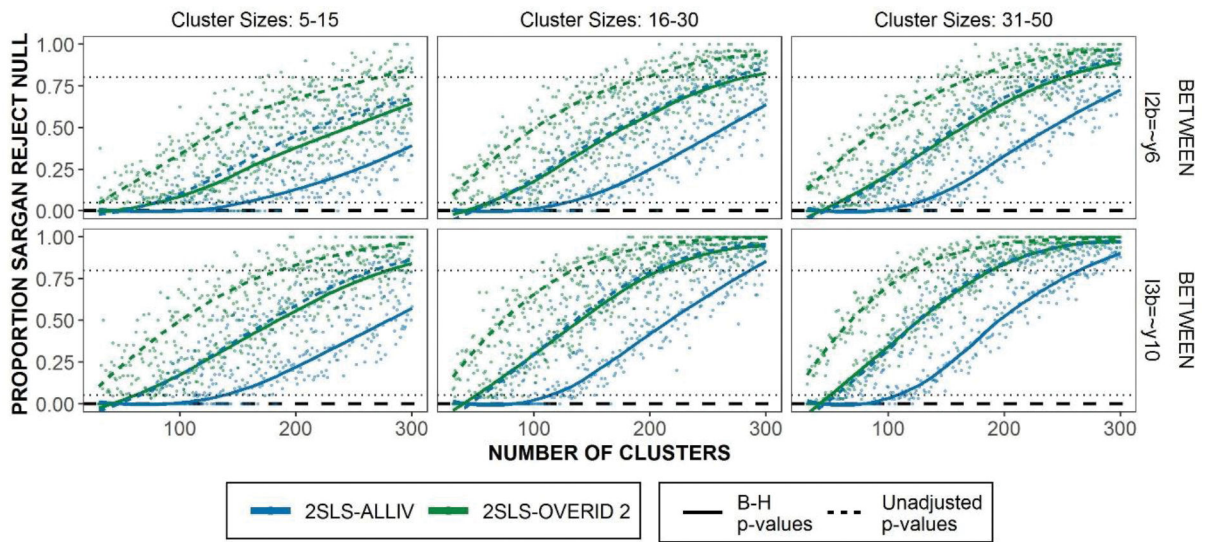 Cluster Sizes: 5-15
Cluster Sizes: 16-30
Cluster Sizes: 31-50
PROPORTION SARGAN REJECT NULL
1.00
0.75
0.50
0.25
0.00
BETWEEN
l2b=~y6
1.00
0.75
0.50
0.25
0.00
BETWEEN
l3b=~y10
100
200
300
100
200
300
100
200
300
NUMBER OF CLUSTERS
2SLS-ALLIV
2SLS-OVERID 2
B-H
p-values
Unadjusted
p-values